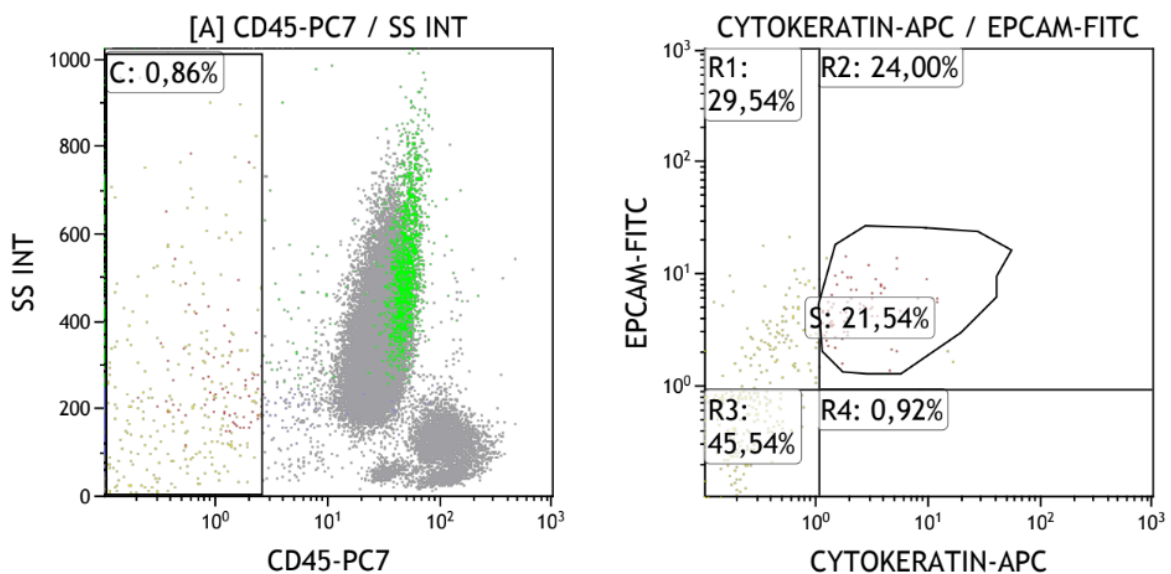 [A] CD45-PC7 / SS INT
C: 0,86%
1000
800
600
400
200
0
SS INT
10⁰
10¹
10²
10³
CD45-PC7
CYTOKERATIN-APC / EPCAM-FITC
R1:
29,54%
R2: 24,00%
S: 21,54%
R3:
45,54%
R4: 0,92%
10³
10²
10¹
10⁰
EPCAM-FITC
10⁰
10¹
10²
10³
CYTOKERATIN-APC